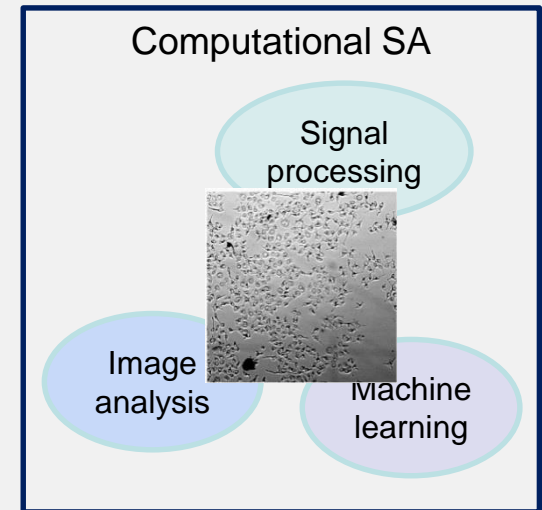 Computational SA
Signal
processing
Image
analysis
Machine
learning